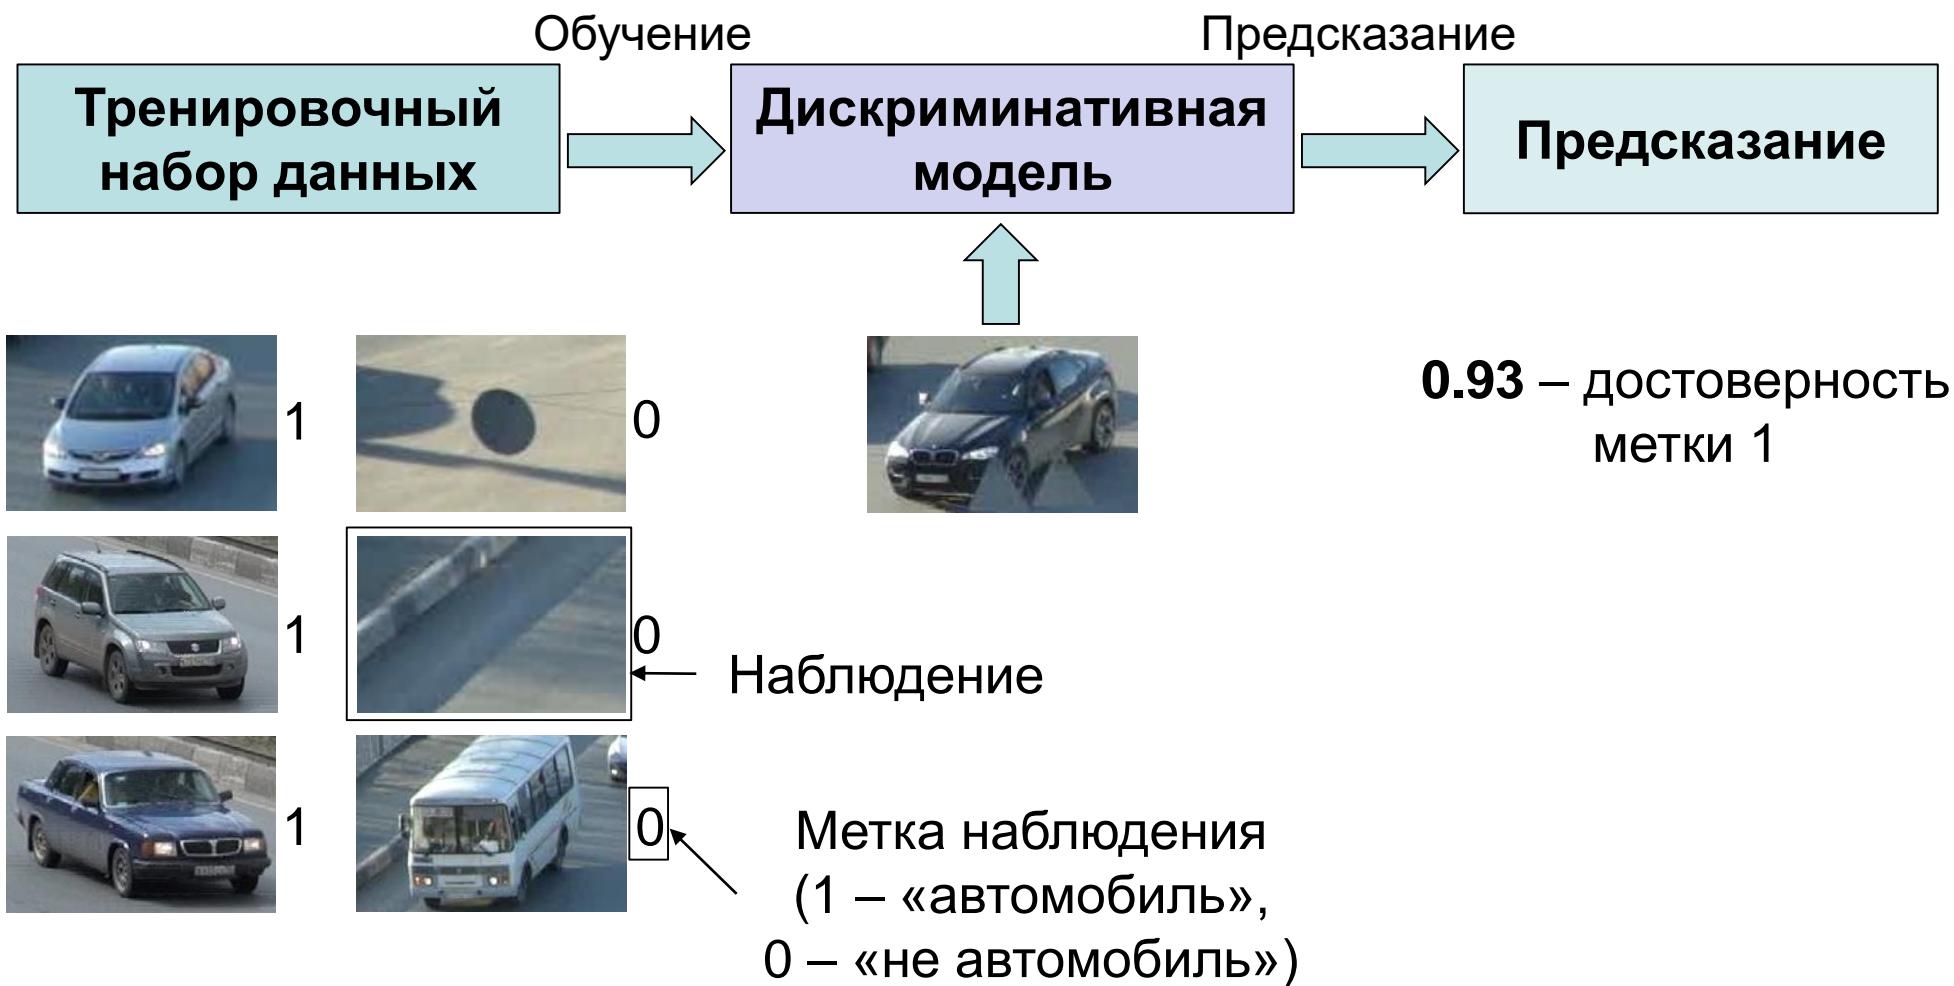 Обучение
Предсказание
Тренировочный
набор данных
Дискриминативная
модель
Предсказание
1
0
0.93 – достоверность
метки 1
1
0
Наблюдение
1
0
Метка наблюдения
(1 – «автомобиль»,
0 – «не автомобиль»)